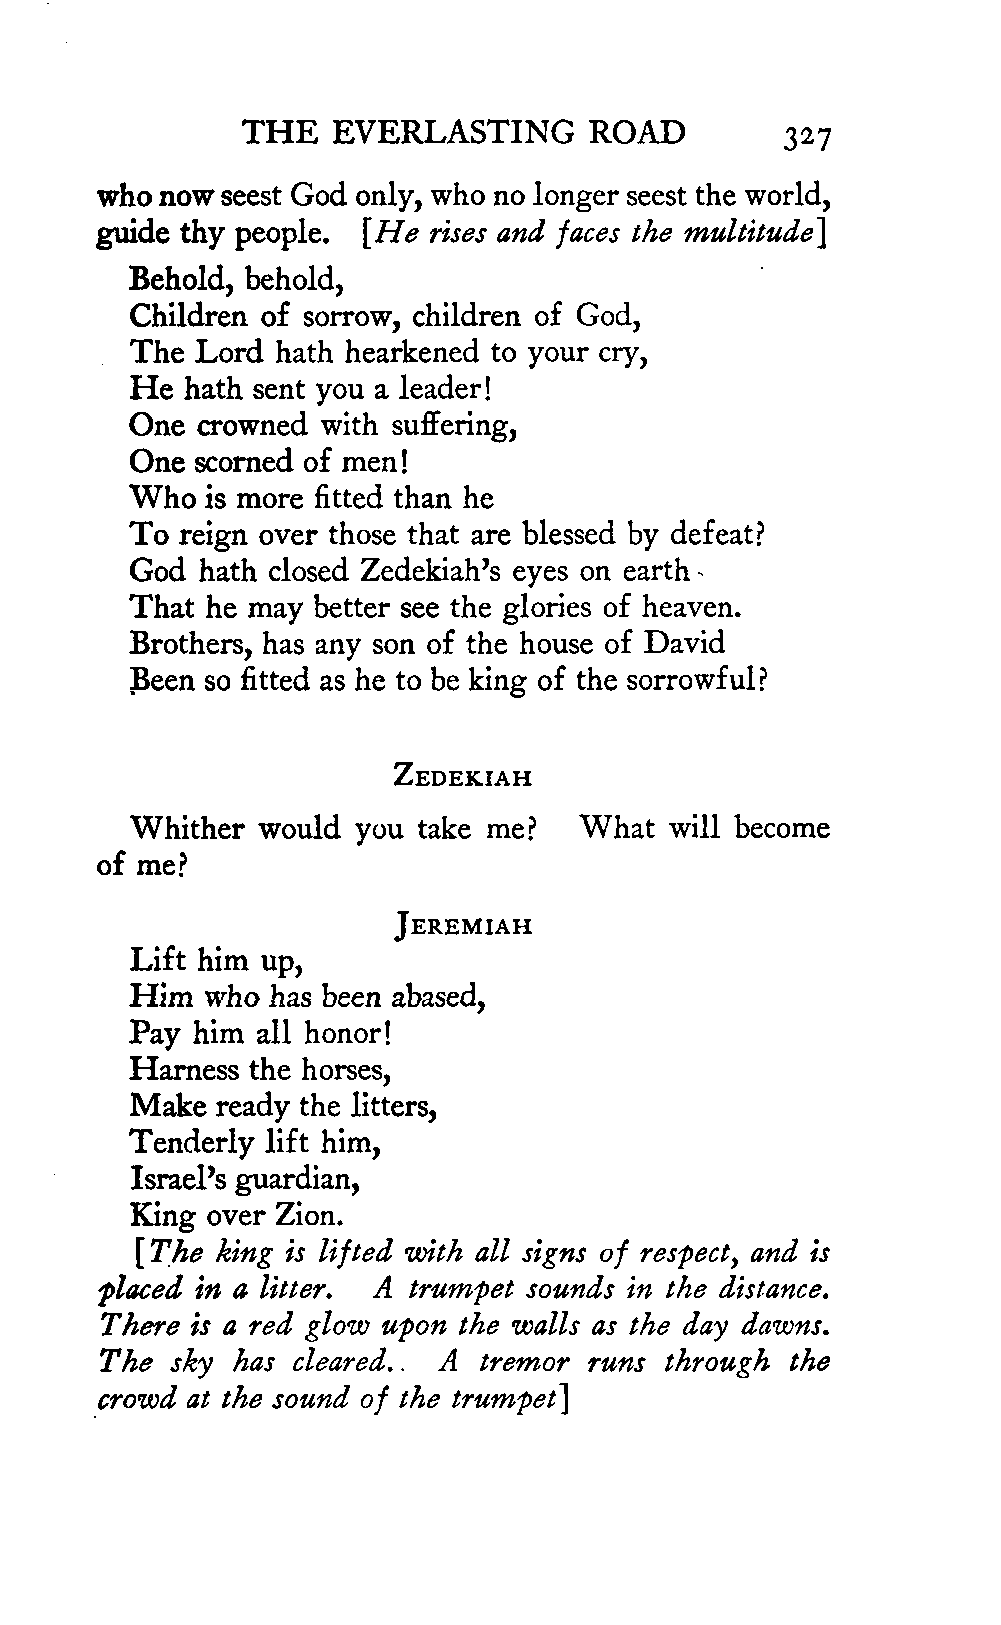 THE EVERLASTING ROAD 327
who now seest God only, who no longer seest the world,
guide thy people. [He rises and faces the multitude]
Behold, behold,
Children of sorrow, children of God,
The Lord hath hearkened to your cry,
He hath sent you a leader!
One crowned with suffering,
One scorned of men!
Who is more fitted than he
To reign over those that are blessed by defeat?
God hath closed Zedekiah's eyes on earth
That he may better see the glories of heaven.
Brothers, has any son of the house of David
Been so fitted as he to be king of the sorrowful?
ZEDEKIAH
Whither would you take me? What will become
of me?
JEREMIAH
Lift him up,
Him who has been abased,
Pay him all honor!
Harness the horses,
Make ready the litters,
Tenderly lift him,
Israel's guardian,
King over Zion.
[The king is lifted with all signs of respect, and is
placed in a litter. A trumpet sounds in the distance.
There is a red glow upon the walls as the day dawns.
The sky has cleared. A tremor runs through the
crowd at the sound of the trumpet]